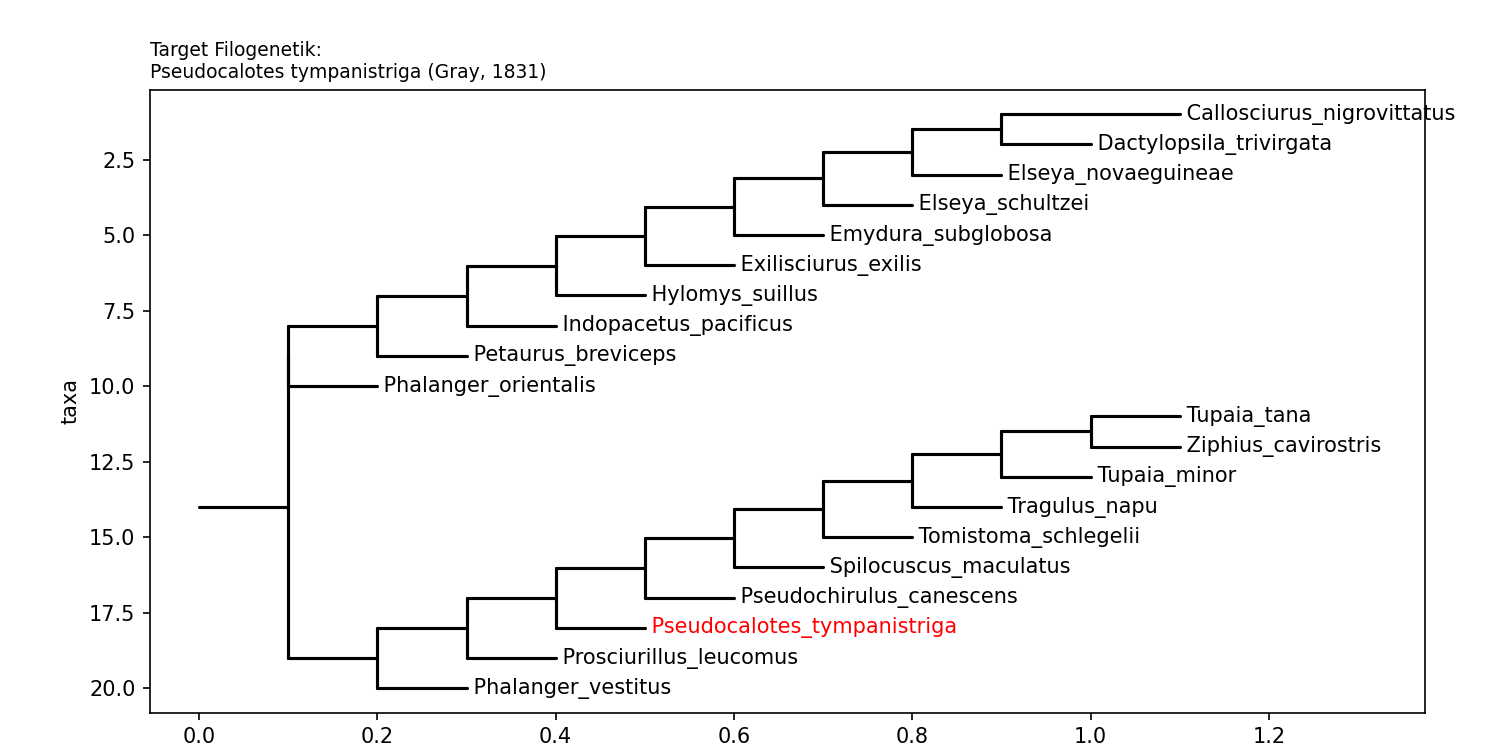 Target Filogenetik:
Pseudocalotes tympanistriga (Gray, 1831)
Callosciurus_nigrovittatus
Dactylopsila_trivirgata
2.5
Elseya_novaeguineae
Elseya_schultzei
5.0
Emydura_subglobosa
Exilisciurus_exilis
Hylomys_suillus
7.5
Indopacetus_pacificus
Petaurus_breviceps
10.0
Phalanger_orientalis
taxa
Tupaia_tana
Ziphius_cavirostris
12.5
Tupaia_minor
Tragulus_napu
15.0
Tomistoma_schlegelii
Spilocuscus_maculatus
Pseudochirulus_canescens
17.5
Pseudocalotes_tympanistriga
Prosciurillus_leucomus
20.0
Phalanger_vestitus
0.0 0.2 0.4 0.6 0.8 1.0 1.2